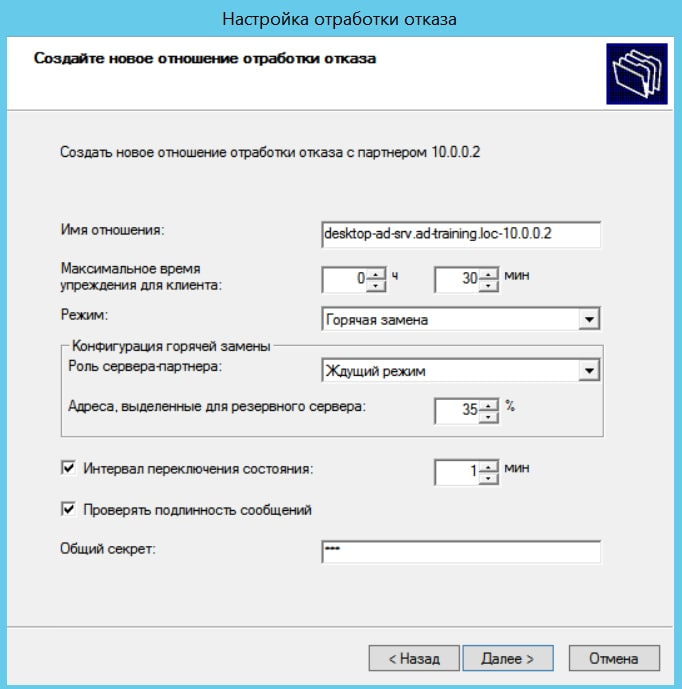 Настройка отработки отказа
Создайте новое отношение отработки отказа
Создать новое отношение отработки отказа с партнером 10.0.0.2
Имя отношения: desktop-ad-srv.ad-training.loc-10.0.0.2
Максимальное время
упреждения для клиента: 0 ч 30 мин
Режим: Горячая замена
Конфигурация горячей замены
Роль сервера-партнера: Ждущий режим
Адреса, выделенные для резервного сервера: 35 %
Интервал переключения состояния: 1 мин
Проверять подлинность сообщений
Общий секрет: ***
< Назад Далее > Отмена